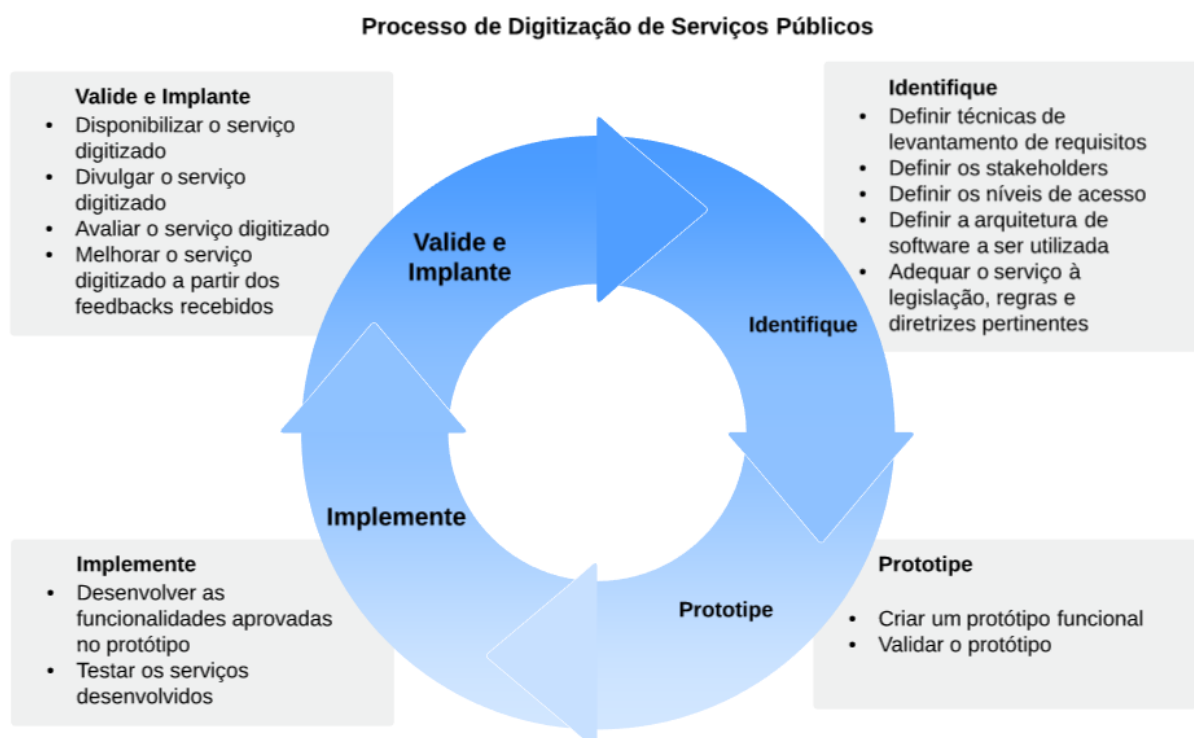 Processo de Digitização de Serviços Públicos
Valide e Implante
• Disponibilizar o serviço
digitizado
• Divulgar o serviço
digitizado
• Avaliar o serviço digitizado
• Melhorar o serviço
digitizado a partir dos
feedbacks recebidos
Identifique
• Definir técnicas de
levantamento de requisitos
• Definir os stakeholders
• Definir os níveis de acesso
• Definir a arquitetura de
software a ser utilizada
• Adequar o serviço à
legislação, regras e
diretrizes pertinentes
Valide e
Implante
Identifique
Implemente
Prototipe
Implemente
• Desenvolver as
funcionalidades aprovadas
no protótipo
• Testar os serviços
desenvolvidos
Prototipe
• Criar um protótipo funcional
• Validar o protótipo